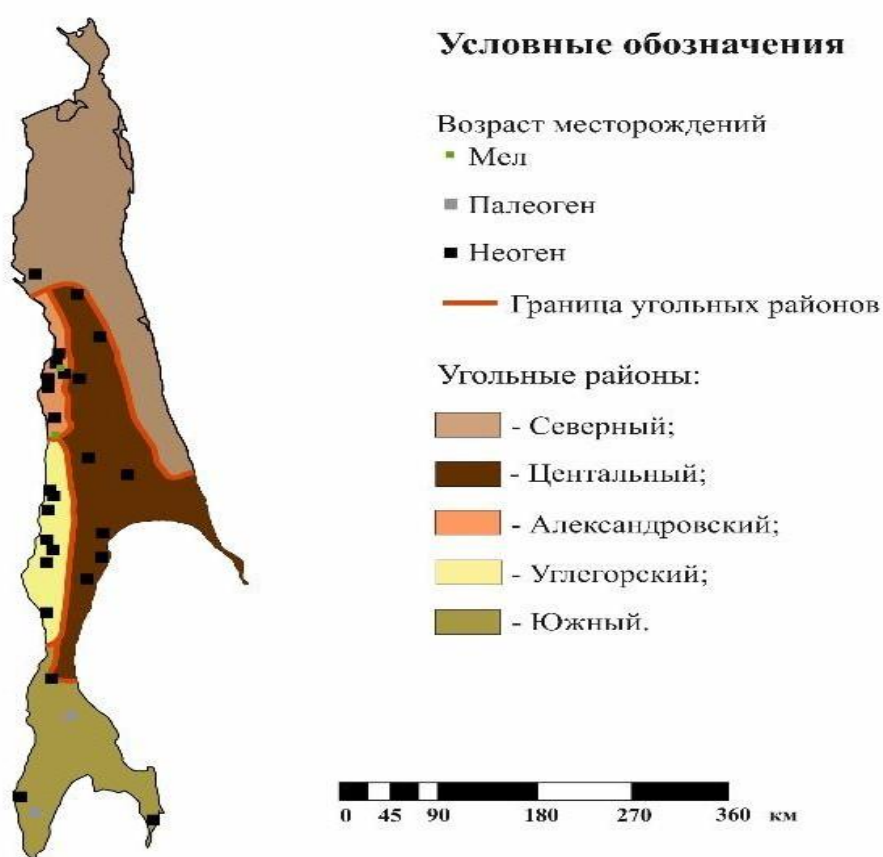 Условные обозначения
Возраст месторождений
Мел
Палеоген
Неоген
Граница угольных районов
Угольные районы:
- Северный;
- Центальный;
- Александровский;
- Углегорский;
- Южный.
0 45 90 180 270 360 км